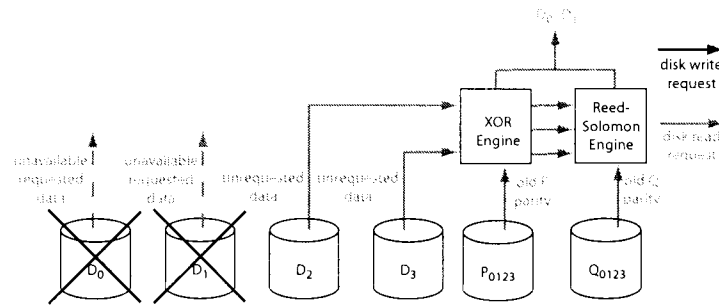 D₀, D₁
disk write
request
XOR
Engine
Reed-
Solomon
Engine
disk read
request
unavailable
requested
data
unavailable
requested
data
unrequested
data
unrequested
data
old P
parity
old Q
parity
D₀
D₁
D₂
D₃
P₀₁₂₃
Q₀₁₂₃